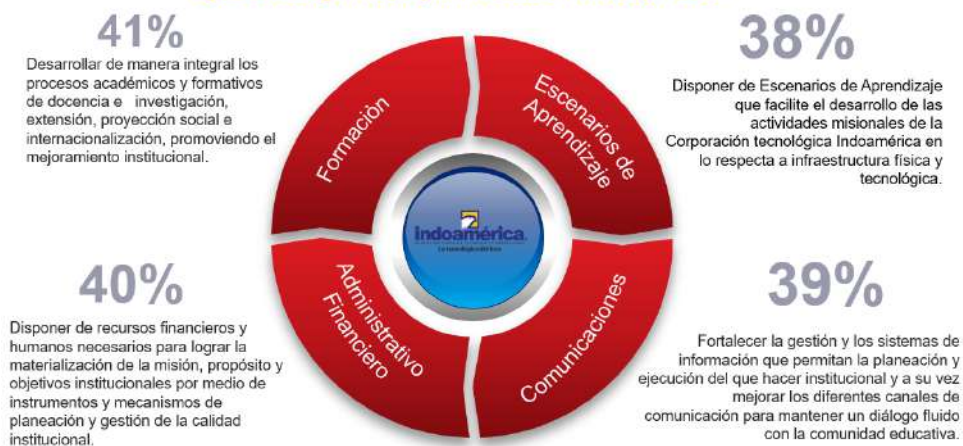 41%
Desarrollar de manera integral los
procesos académicos y formativos
de docencia e investigación,
extensión, proyección social e
internacionalización, promoviendo el
mejoramiento institucional.
38%
Disponer de Escenarios de Aprendizaje
que facilite el desarrollo de las
actividades misionales de la
Corporación tecnológica Indoamérica en
lo respecta a infraestructura física y
tecnológica.
Formaciòn
Escenarios de
Aprendizaje
indoamérica
Administrativo
Financiero
Comunicaciones
40%
Disponer de recursos financieros y
humanos necesarios para lograr la
materialización de la misión, propósito y
objetivos institucionales por medio de
instrumentos y mecanismos de
planeación y gestión de la calidad
institucional.
39%
Fortalecer la gestión y los sistemas de
información que permitan la planeación y
ejecución del que hacer institucional y a su vez
mejorar los diferentes canales de
comunicación para mantener un diálogo fluido
con la comunidad educativa.